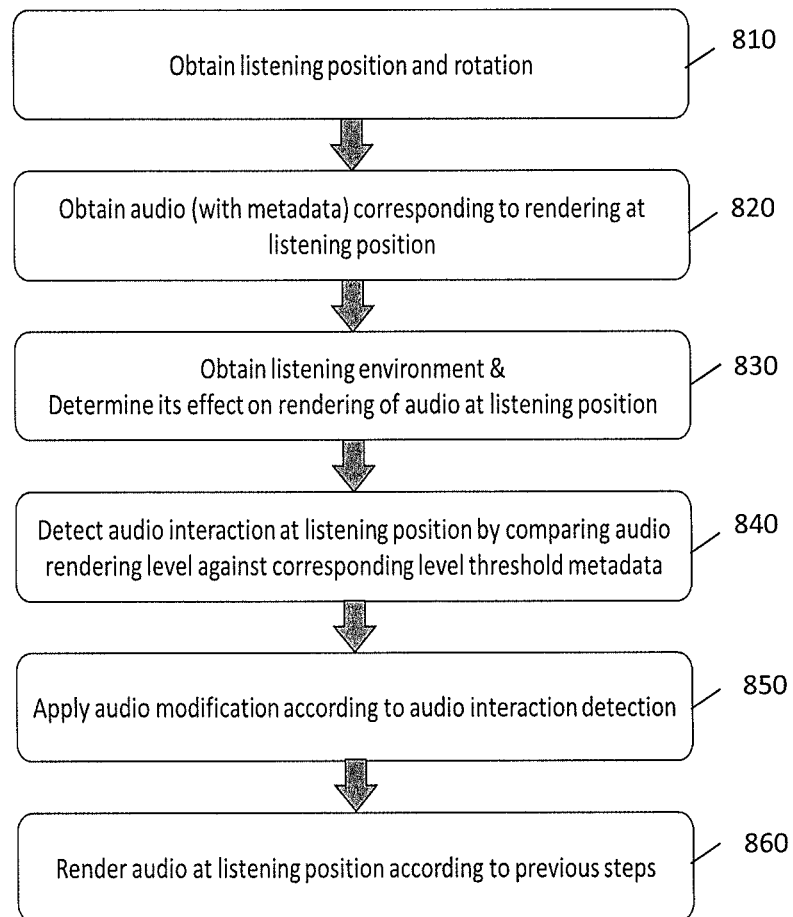 Obtain listening position and rotation
810
Obtain audio (with metadata) corresponding to rendering at
listening position
820
Obtain listening environment &
Determine its effect on rendering of audio at listening position
830
Detect audio interaction at listening position by comparing audio
rendering level against corresponding level threshold metadata
840
Apply audio modification according to audio interaction detection
850
Render audio at listening position according to previous steps
860